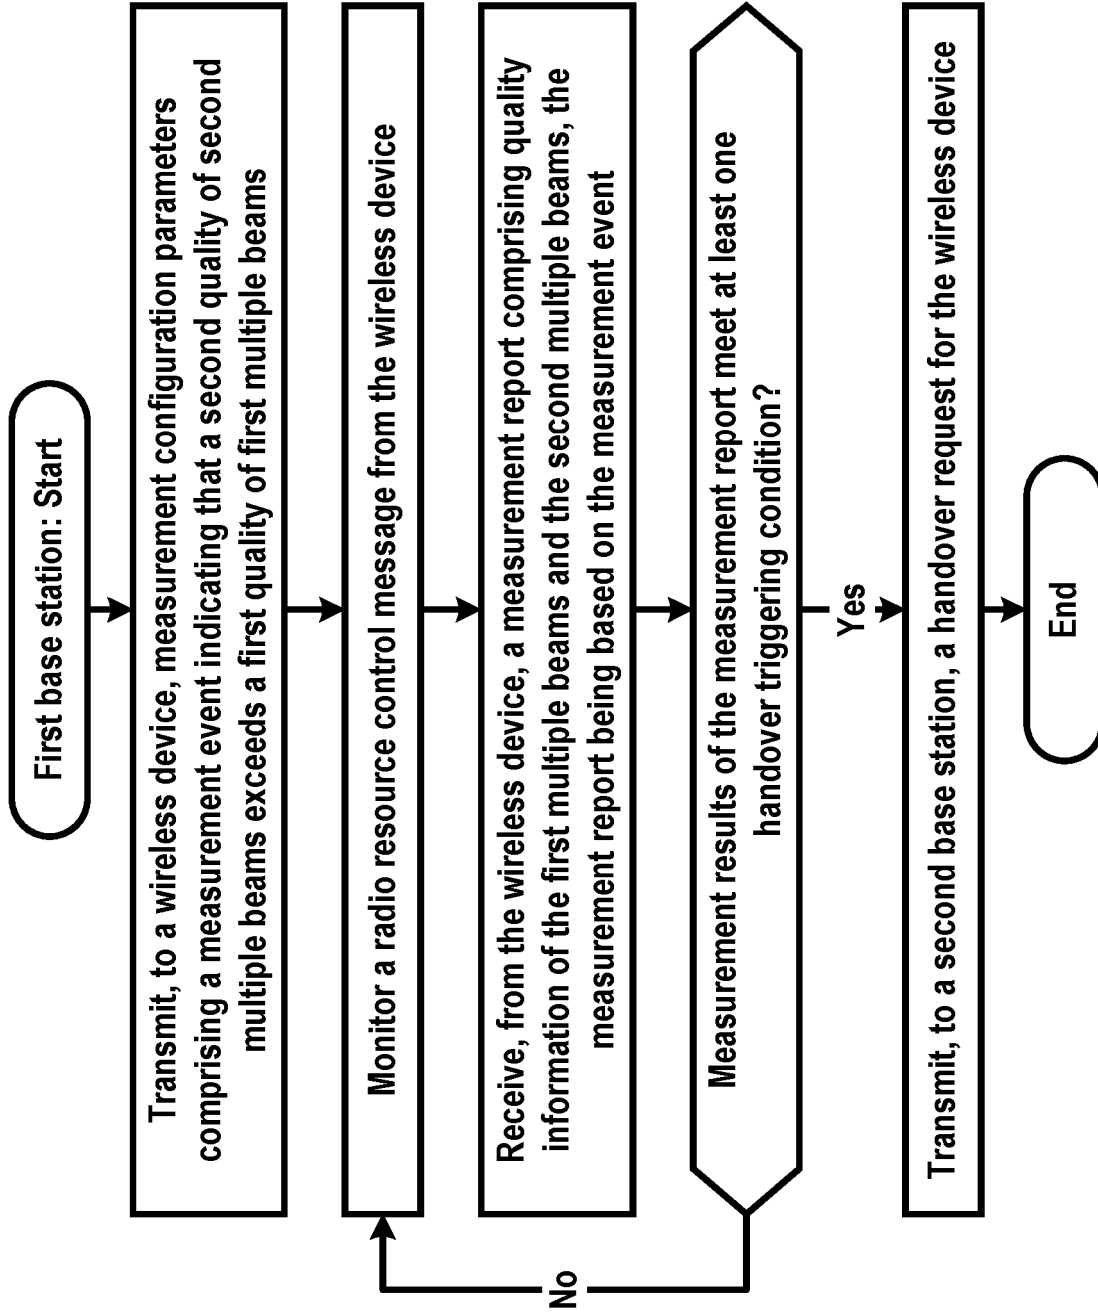 First base station: Start
Transmit, to a wireless device, measurement configuration parameters
comprising a measurement event indicating that a second quality of second
multiple beams exceeds a first quality of first multiple beams
Monitor a radio resource control message from the wireless device
Receive, from the wireless device, a measurement report comprising quality
information of the first multiple beams and the second multiple beams, the
measurement report being based on the measurement event
Measurement results of the measurement report meet at least one
handover triggering condition?
No
Yes
Transmit, to a second base station, a handover request for the wireless device
End